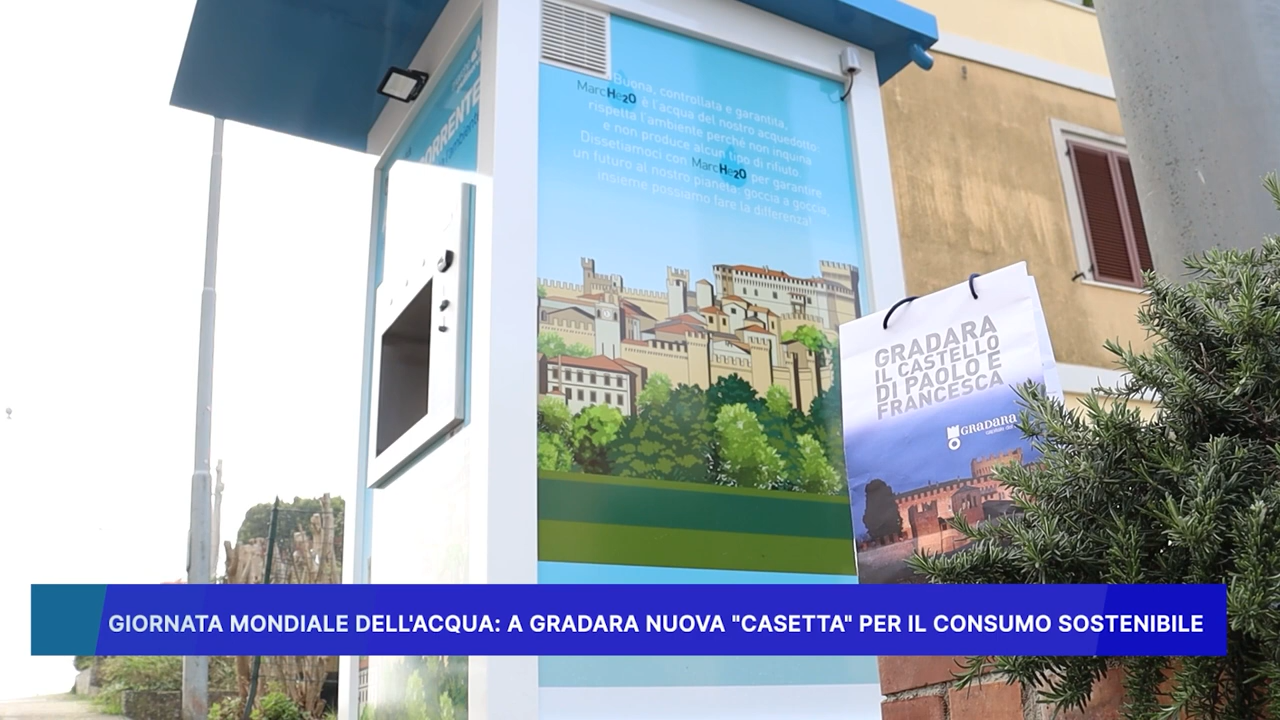 ORRENTE
Buona, controllata e garantita,
MarcHe2O è l'acqua del nostro acquedotto:
rispetta l'ambiente perché non inquina
e non produce alcun tipo di rifiuto.
Dissetiamoci con MarcHe2O per garantire
un futuro al nostro pianeta: goccia a goccia,
insieme possiamo fare la differenza!
GRADARA
IL CASTELLO
DI PAOLO E
FRANCESCA
GRADARA
GIORNATA MONDIALE DELL'ACQUA: A GRADARA NUOVA "CASETTA" PER IL CONSUMO SOSTENIBILE